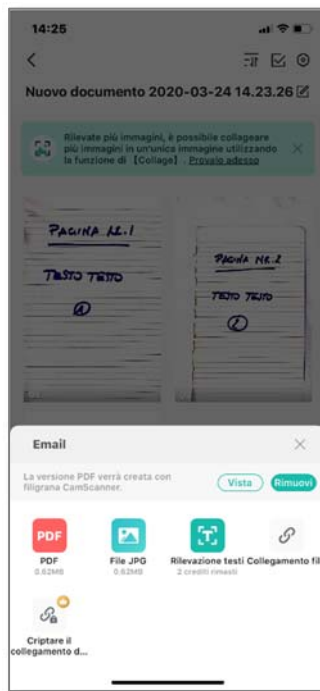 14:25
Nuovo documento 2020-03-24 14.23.26
Rilevate più immagini, è possibile collageare
più immagini in un'unica immagine utilizzando
la funzione di 【Collage】. Provalo adesso
PAGINA NR.1
TESTO TESTO
1
PAGINA NR.2
TESTO TESTO
2
Email
La versione PDF verrà creata con
filigrana CamScanner.
Vista
Rimuovi
PDF
PDF
0.62MB
File JPG
0.62MB
Rilevazione testi
2 crediti rimasti
Collegamento fil
Criptare il
collegamento d...